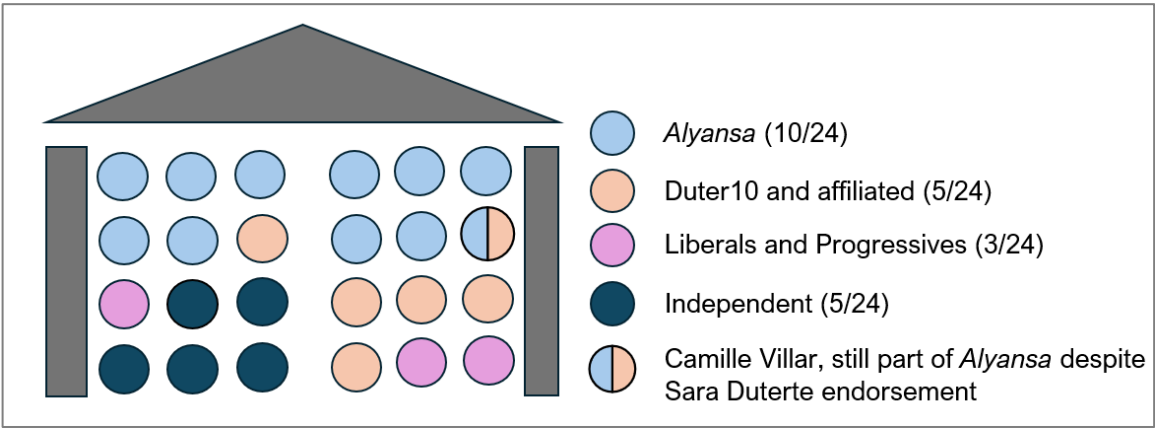 Alyansa (10/24)
Duter10 and affiliated (5/24)
Liberals and Progressives (3/24)
Independent (5/24)
Camille Villar, still part of Alyansa despite
Sara Duterte endorsement